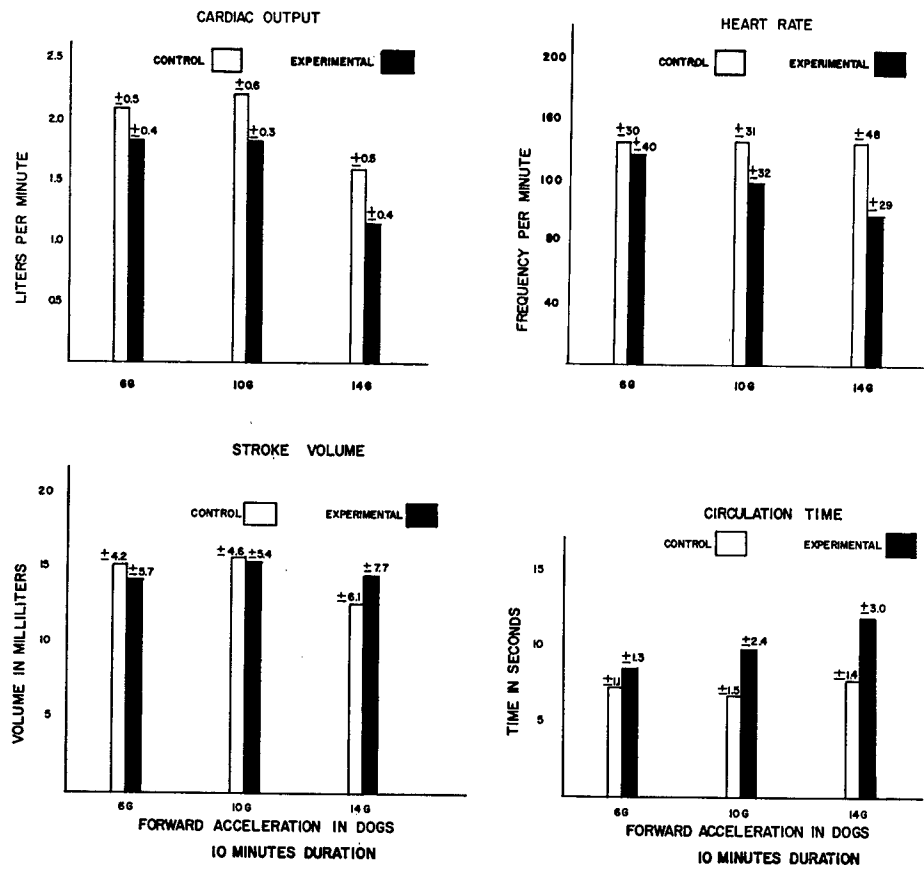 CARDIAC OUTPUT
2.5
CONTROL EXPERIMENTAL
±0.5 ±0.6
±0.4 ±0.3
2.0
±0.5
1.5
±0.4
1.0
0.5
LITERS PER MINUTE
6G 10G 14G
HEART RATE
200
CONTROL EXPERIMENTAL
160
±30 ±31 ±48
±40
±32
100
±29
80
40
FREQUENCY PER MINUTE
6G 10G 14G
STROKE VOLUME
20
CONTROL EXPERIMENTAL
±4.2 ±4.6 ±5.4
±5.7 ±7.7
15
±6.1
10
5
VOLUME IN MILLILITERS
6G 10G 14G
FORWARD ACCELERATION IN DOGS
10 MINUTES DURATION
CIRCULATION TIME
CONTROL EXPERIMENTAL
15
±3.0
±2.4
10
±1.3
±1.1 ±1.5 ±1.4
5
TIME IN SECONDS
6G 10G 14G
FORWARD ACCELERATION IN DOGS
10 MINUTES DURATION